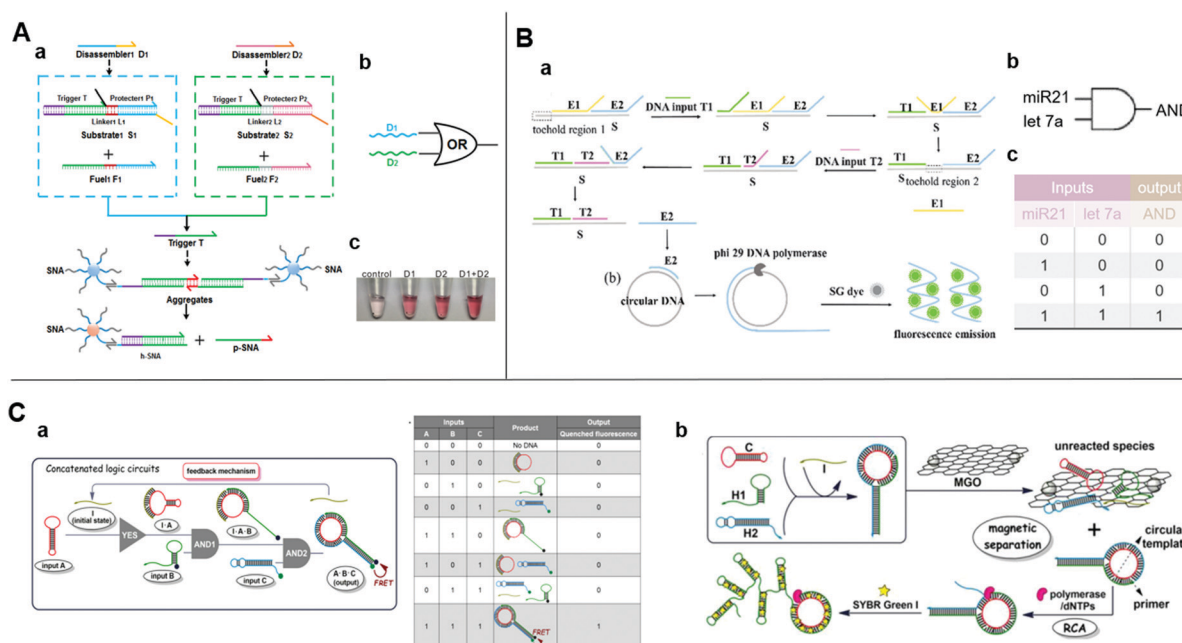 A
a
Disassembler1 D1
Disassembler2 D2
Trigger T
Protecter1 P1
Linker1 L1
Substrate1 S1
+
Fuel1 F1
Trigger T
Protecter2 P2
Linker2 L2
Substrate2 S2
+
Fuel2 F2
Trigger T
SNA
SNA
Aggregates
SNA
h-SNA
+
p-SNA
b
D1
D2
OR
c
control
D1
D2
D1+D2
B
a
E1
E2
tochold region 1
S
DNA input T1
T1
E1
E2
S
T1
E1
E2
S
T1
T2
E2
S
T1
T2
E2
S
DNA input T2
T1
E2
S
toehold region 2
E1
T1
T2
S
E2
(b)
E2
circular DNA
phi 29 DNA polymerase
SG dye
fluorescence emission
b
miR21
let 7a
AND
c
Inputs
output
miR21
let 7a
AND
0 0 0
1 0 0
0 1 0
1 1 1
C
a
Concatenated logic circuits
feedback mechanism
I
(initial state)
I·A
I·A·B
YES
AND1
AND2
input A
input B
input C
A·B·C
(output)
FRET
Inputs
Product
Output
A B C
Quenched fluorescence
0 0 0 No DNA 0
1 0 0 0
0 1 0 0
0 0 1 0
1 1 0 0
1 0 1 0
0 1 1 0
1 1 1 FRET 1
b
C
H1
I
H2
MGO
unreacted species
magnetic
separation
+
circular
template
primer
polymerase
/dNTPs
RCA
SYBR Green I